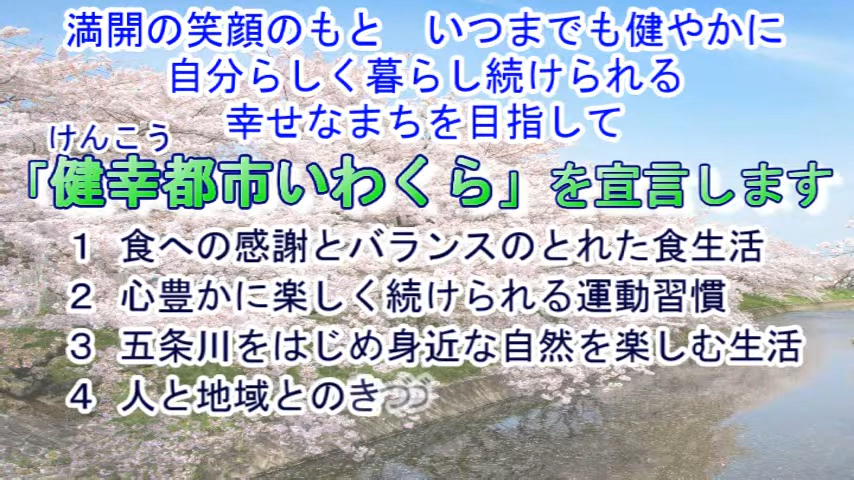 満開の笑顔のもと　いつまでも健やかに
自分らしく暮らし続けられる
幸せなまちを目指して
けんこう
「健幸都市いわくら」を宣言します
１　食への感謝とバランスのとれた食生活
２　心豊かに楽しく続けられる運動習慣
３　五条川をはじめ身近な自然を楽しむ生活
４　人と地域とのきづ